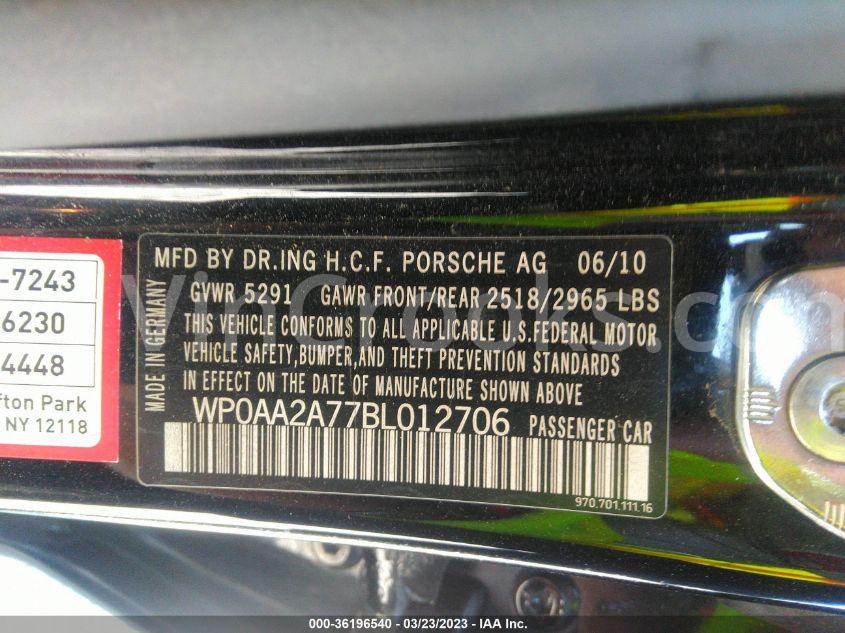 MFD BY DR.ING H.C.F. PORSCHE AG 06/10
GVWR 5291 GAWR FRONT/REAR 2518/2965 LBS
THIS VEHICLE CONFORMS TO ALL APPLICABLE U.S.FEDERAL MOTOR
VEHICLE SAFETY,BUMPER,AND THEFT PREVENTION STANDARDS
IN EFFECT ON THE DATE OF MANUFACTURE SHOWN ABOVE
WP0AA2A77BL012706 PASSENGER CAR
970.701.111.16
MADE IN GERMANY
-7243
6230
4448
fton Park
NY 12118
VinCrooks.com
000-36196540 — 03/23/2023 — IAA Inc.